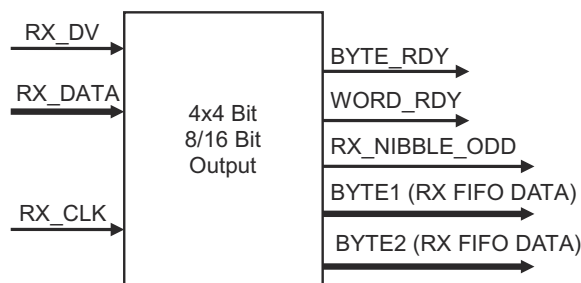 RX_DV
RX_DATA
RX_CLK
4x4 Bit
8/16 Bit
Output
BYTE_RDY
WORD_RDY
RX_NIBBLE_ODD
BYTE1 (RX FIFO DATA)
BYTE2 (RX FIFO DATA)